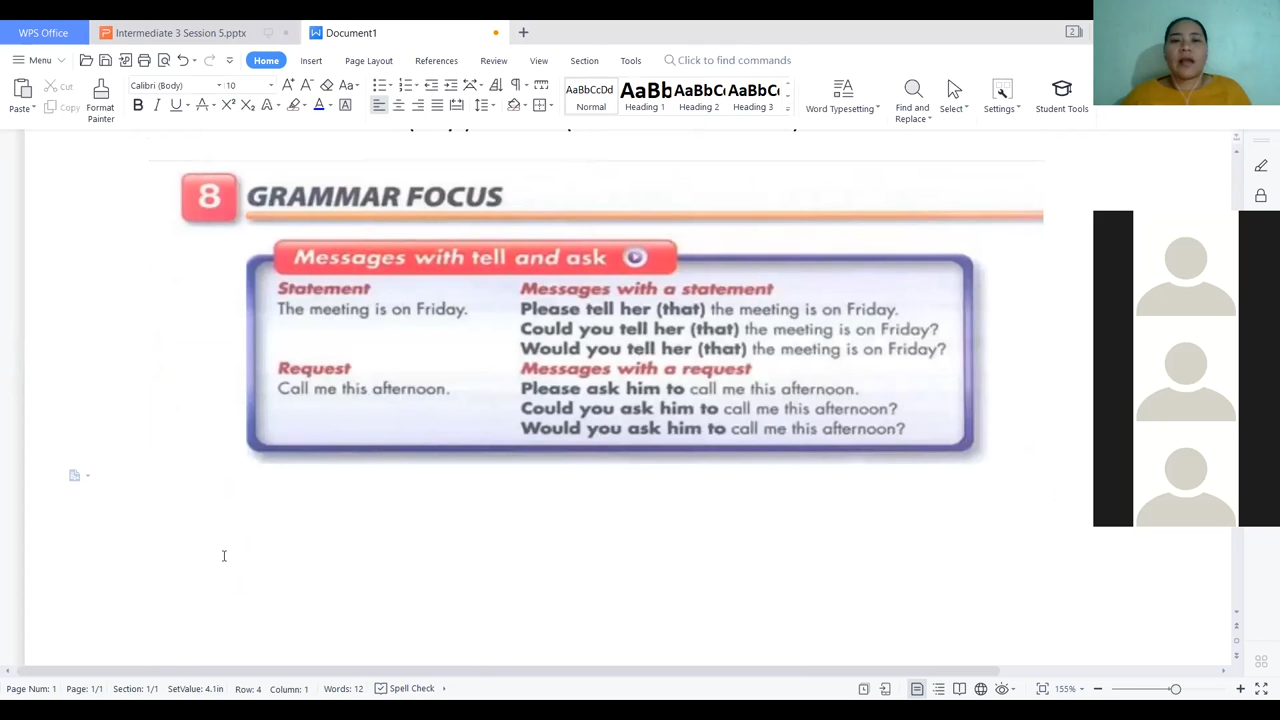 WPS Office
Intermediate 3 Session 5.pptx
Document1
2
Menu
Home
Insert
Page Layout
References
Review
View
Section
Tools
Click to find commands
Paste
Cut
Copy
Format Painter
Calibri (Body)
10
AaBbCcDd
Normal
AaBb
Heading 1
AaBbC
Heading 2
AaBbC
Heading 3
Word Typesetting
Find and Replace
Select
Settings
Student Tools
8 GRAMMAR FOCUS
Messages with tell and ask
Statement Messages with a statement
The meeting is on Friday. Please tell her (that) the meeting is on Friday.
Could you tell her (that) the meeting is on Friday?
Would you tell her (that) the meeting is on Friday?
Request Messages with a request
Call me this afternoon. Please ask him to call me this afternoon.
Could you ask him to call me this afternoon?
Would you ask him to call me this afternoon?
Page Num: 1 Page: 1/1 Section: 1/1 SetValue: 4.1in Row: 4 Column: 1 Words: 12 Spell Check 155%